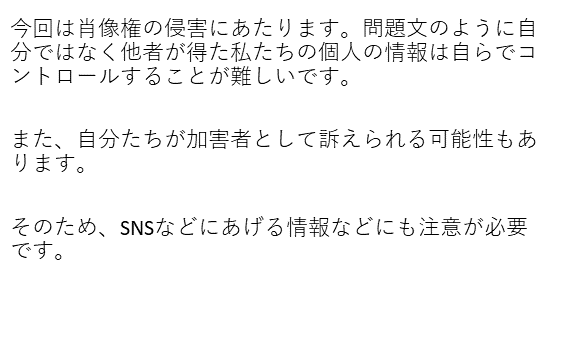 今回は肖像権の侵害にあたります。問題文のように自
分ではなく他者が得た私たちの個人の情報は自らでコ
ントロールすることが難しいです。
また、自分たちが加害者として訴えられる可能性もあ
ります。
そのため、SNSなどにあげる情報などにも注意が必要
です。